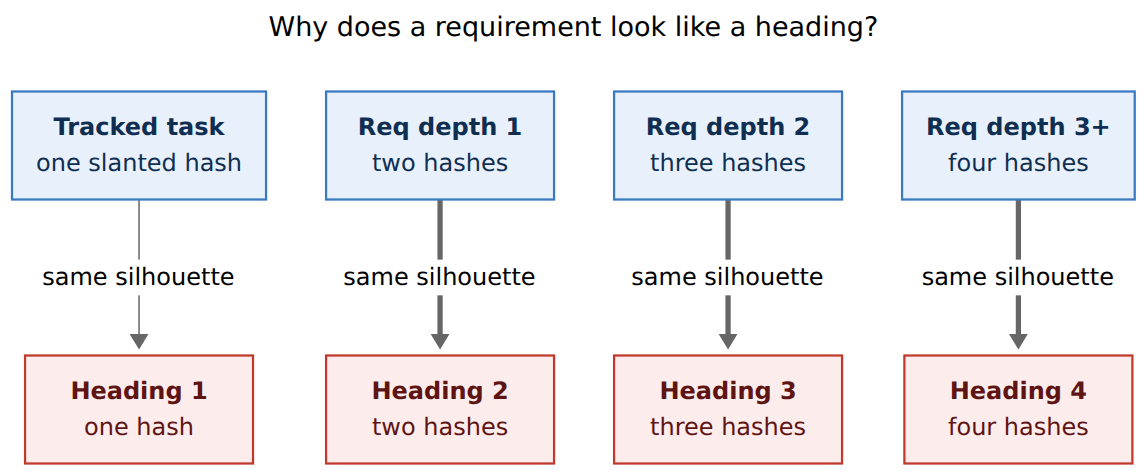 Why does a requirement look like a heading?
Tracked task
one slanted hash
Req depth 1
two hashes
Req depth 2
three hashes
Req depth 3+
four hashes
same silhouette
same silhouette
same silhouette
same silhouette
Heading 1
one hash
Heading 2
two hashes
Heading 3
three hashes
Heading 4
four hashes